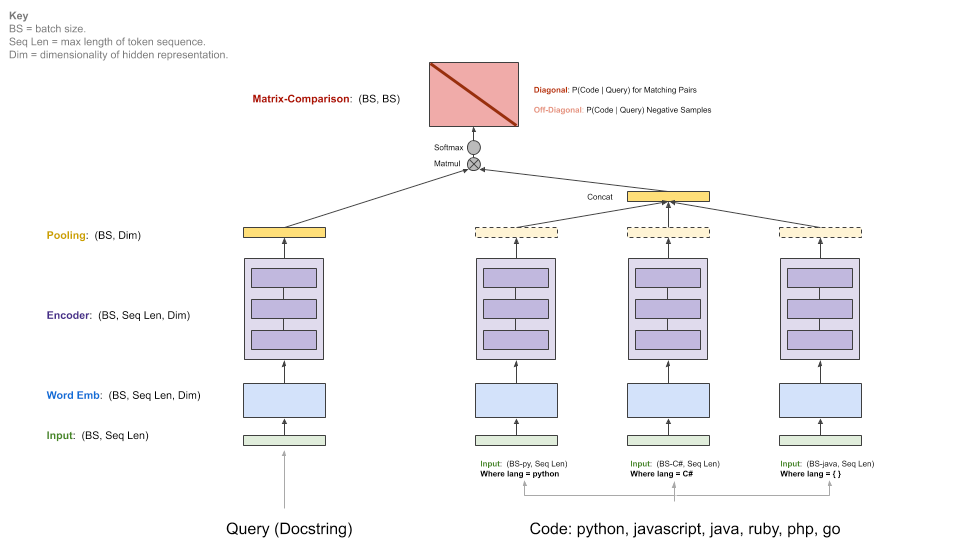 Key
BS = batch size.
Seq Len = max length of token sequence.
Dim = dimensionality of hidden representation.
Matrix-Comparison: (BS, BS)
Diagonal: P(Code | Query) for Matching Pairs
Off-Diagonal: P(Code | Query) Negative Samples
Softmax
Matmul
Concat
Pooling: (BS, Dim)
Encoder: (BS, Seq Len, Dim)
Word Emb: (BS, Seq Len, Dim)
Input: (BS, Seq Len)
Input: (BS-py, Seq Len)
Where lang = python
Input: (BS-C#, Seq Len)
Where lang = C#
Input: (BS-java, Seq Len)
Where lang = { }
Query (Docstring)
Code: python, javascript, java, ruby, php, go